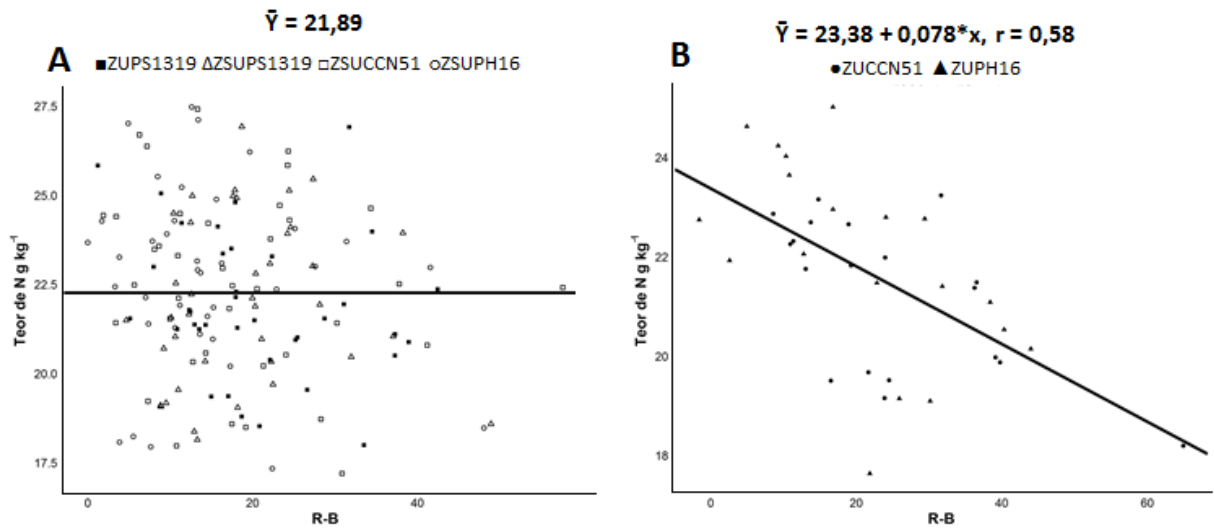 Ȳ = 21,89
A ■ZUPS1319 ΔZSUPS1319 □ZSUCCN51 ○ZSUPH16
Teor de N g kg⁻¹
27.5
25.0
22.5
20.0
17.5
0 20 40
R-B
Ȳ = 23,38 + 0,078*x, r = 0,58
B ●ZUCCN51 ▲ZUPH16
Teor de N g kg⁻¹
24
22
20
18
0 20 40 60
R-B